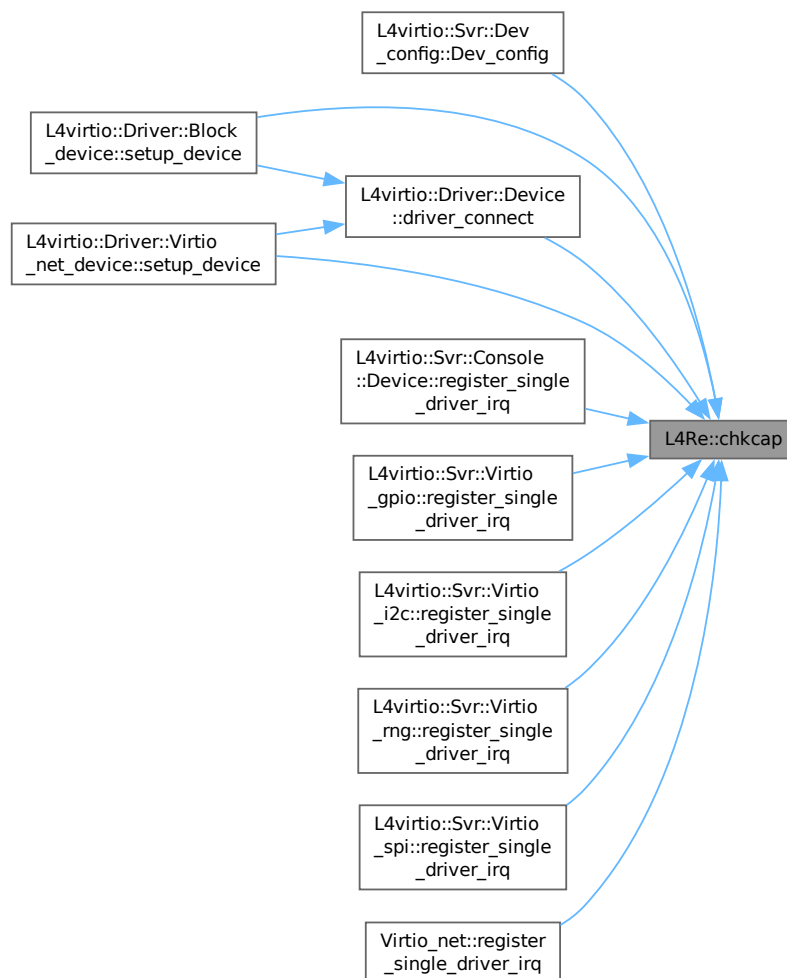 L4virtio::Svr::Dev
_config::Dev_config
L4virtio::Driver::Block
_device::setup_device
L4virtio::Driver::Device
::driver_connect
L4virtio::Driver::Virtio
_net_device::setup_device
L4virtio::Svr::Console
::Device::register_single
_driver_irq
L4Re::chkcap
L4virtio::Svr::Virtio
_gpio::register_single
_driver_irq
L4virtio::Svr::Virtio
_i2c::register_single
_driver_irq
L4virtio::Svr::Virtio
_rng::register_single
_driver_irq
L4virtio::Svr::Virtio
_spi::register_single
_driver_irq
Virtio_net::register
_single_driver_irq